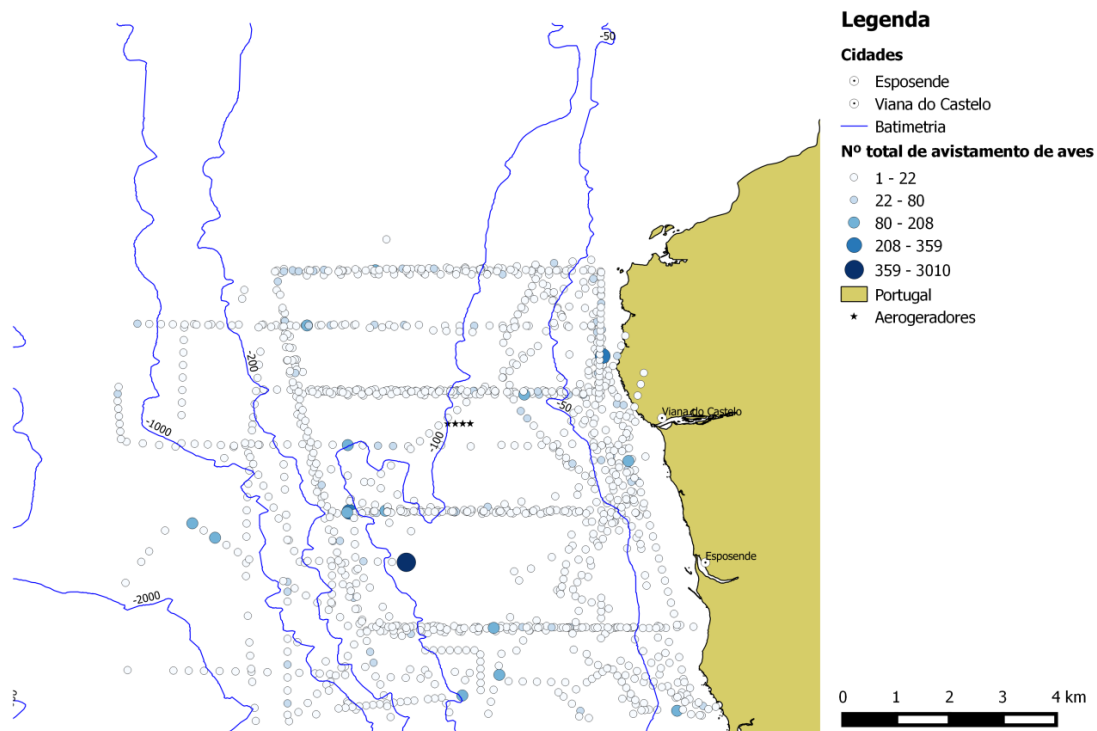 Legenda
Cidades
Esposende
Viana do Castelo
Batimetria
Nº total de avistamento de aves
1 - 22
22 - 80
80 - 208
208 - 359
359 - 3010
Portugal
Aerogeradores
-50
-200
-50
Viana do Castelo
-1000
-100
Esposende
-2000
0 1 2 3 4 km